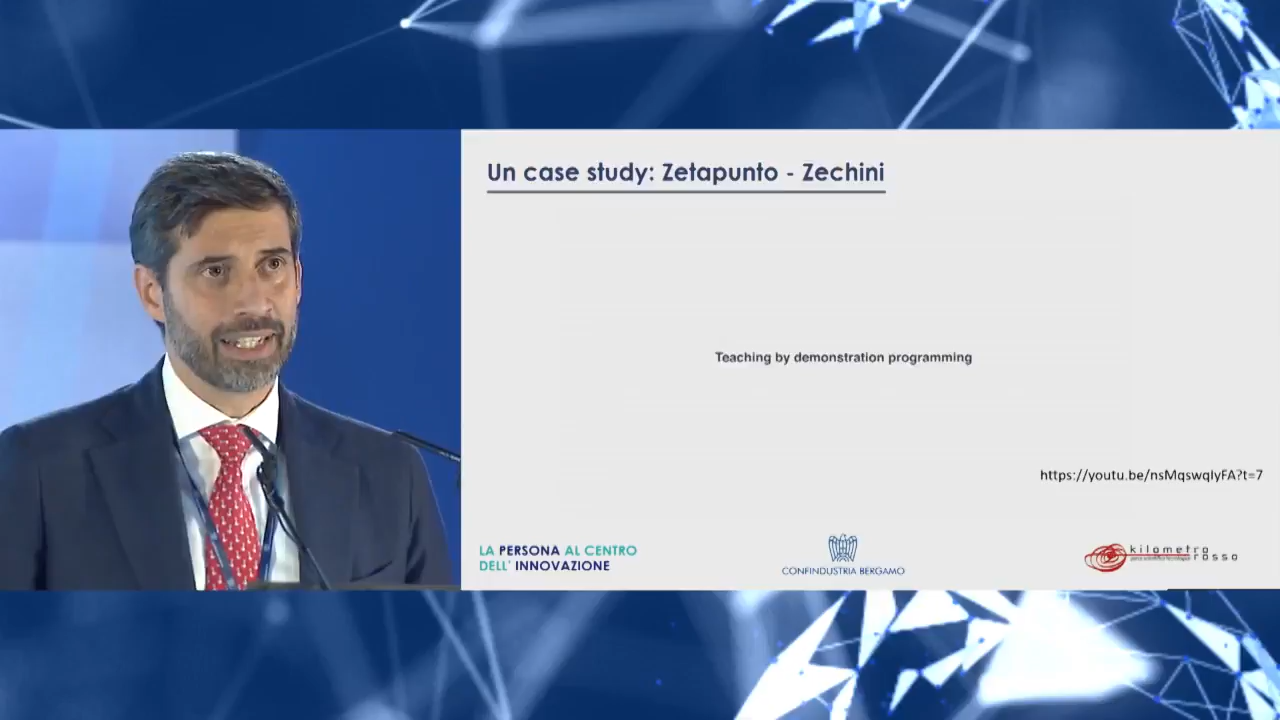 Un case study: Zetapunto - Zechini
Teaching by demonstration programming
https://youtu.be/nsMqswqIyFA?t=7
LA PERSONA AL CENTRO
DELL' INNOVAZIONE
CONFINDUSTRIA BERGAMO
kilometro
rosso